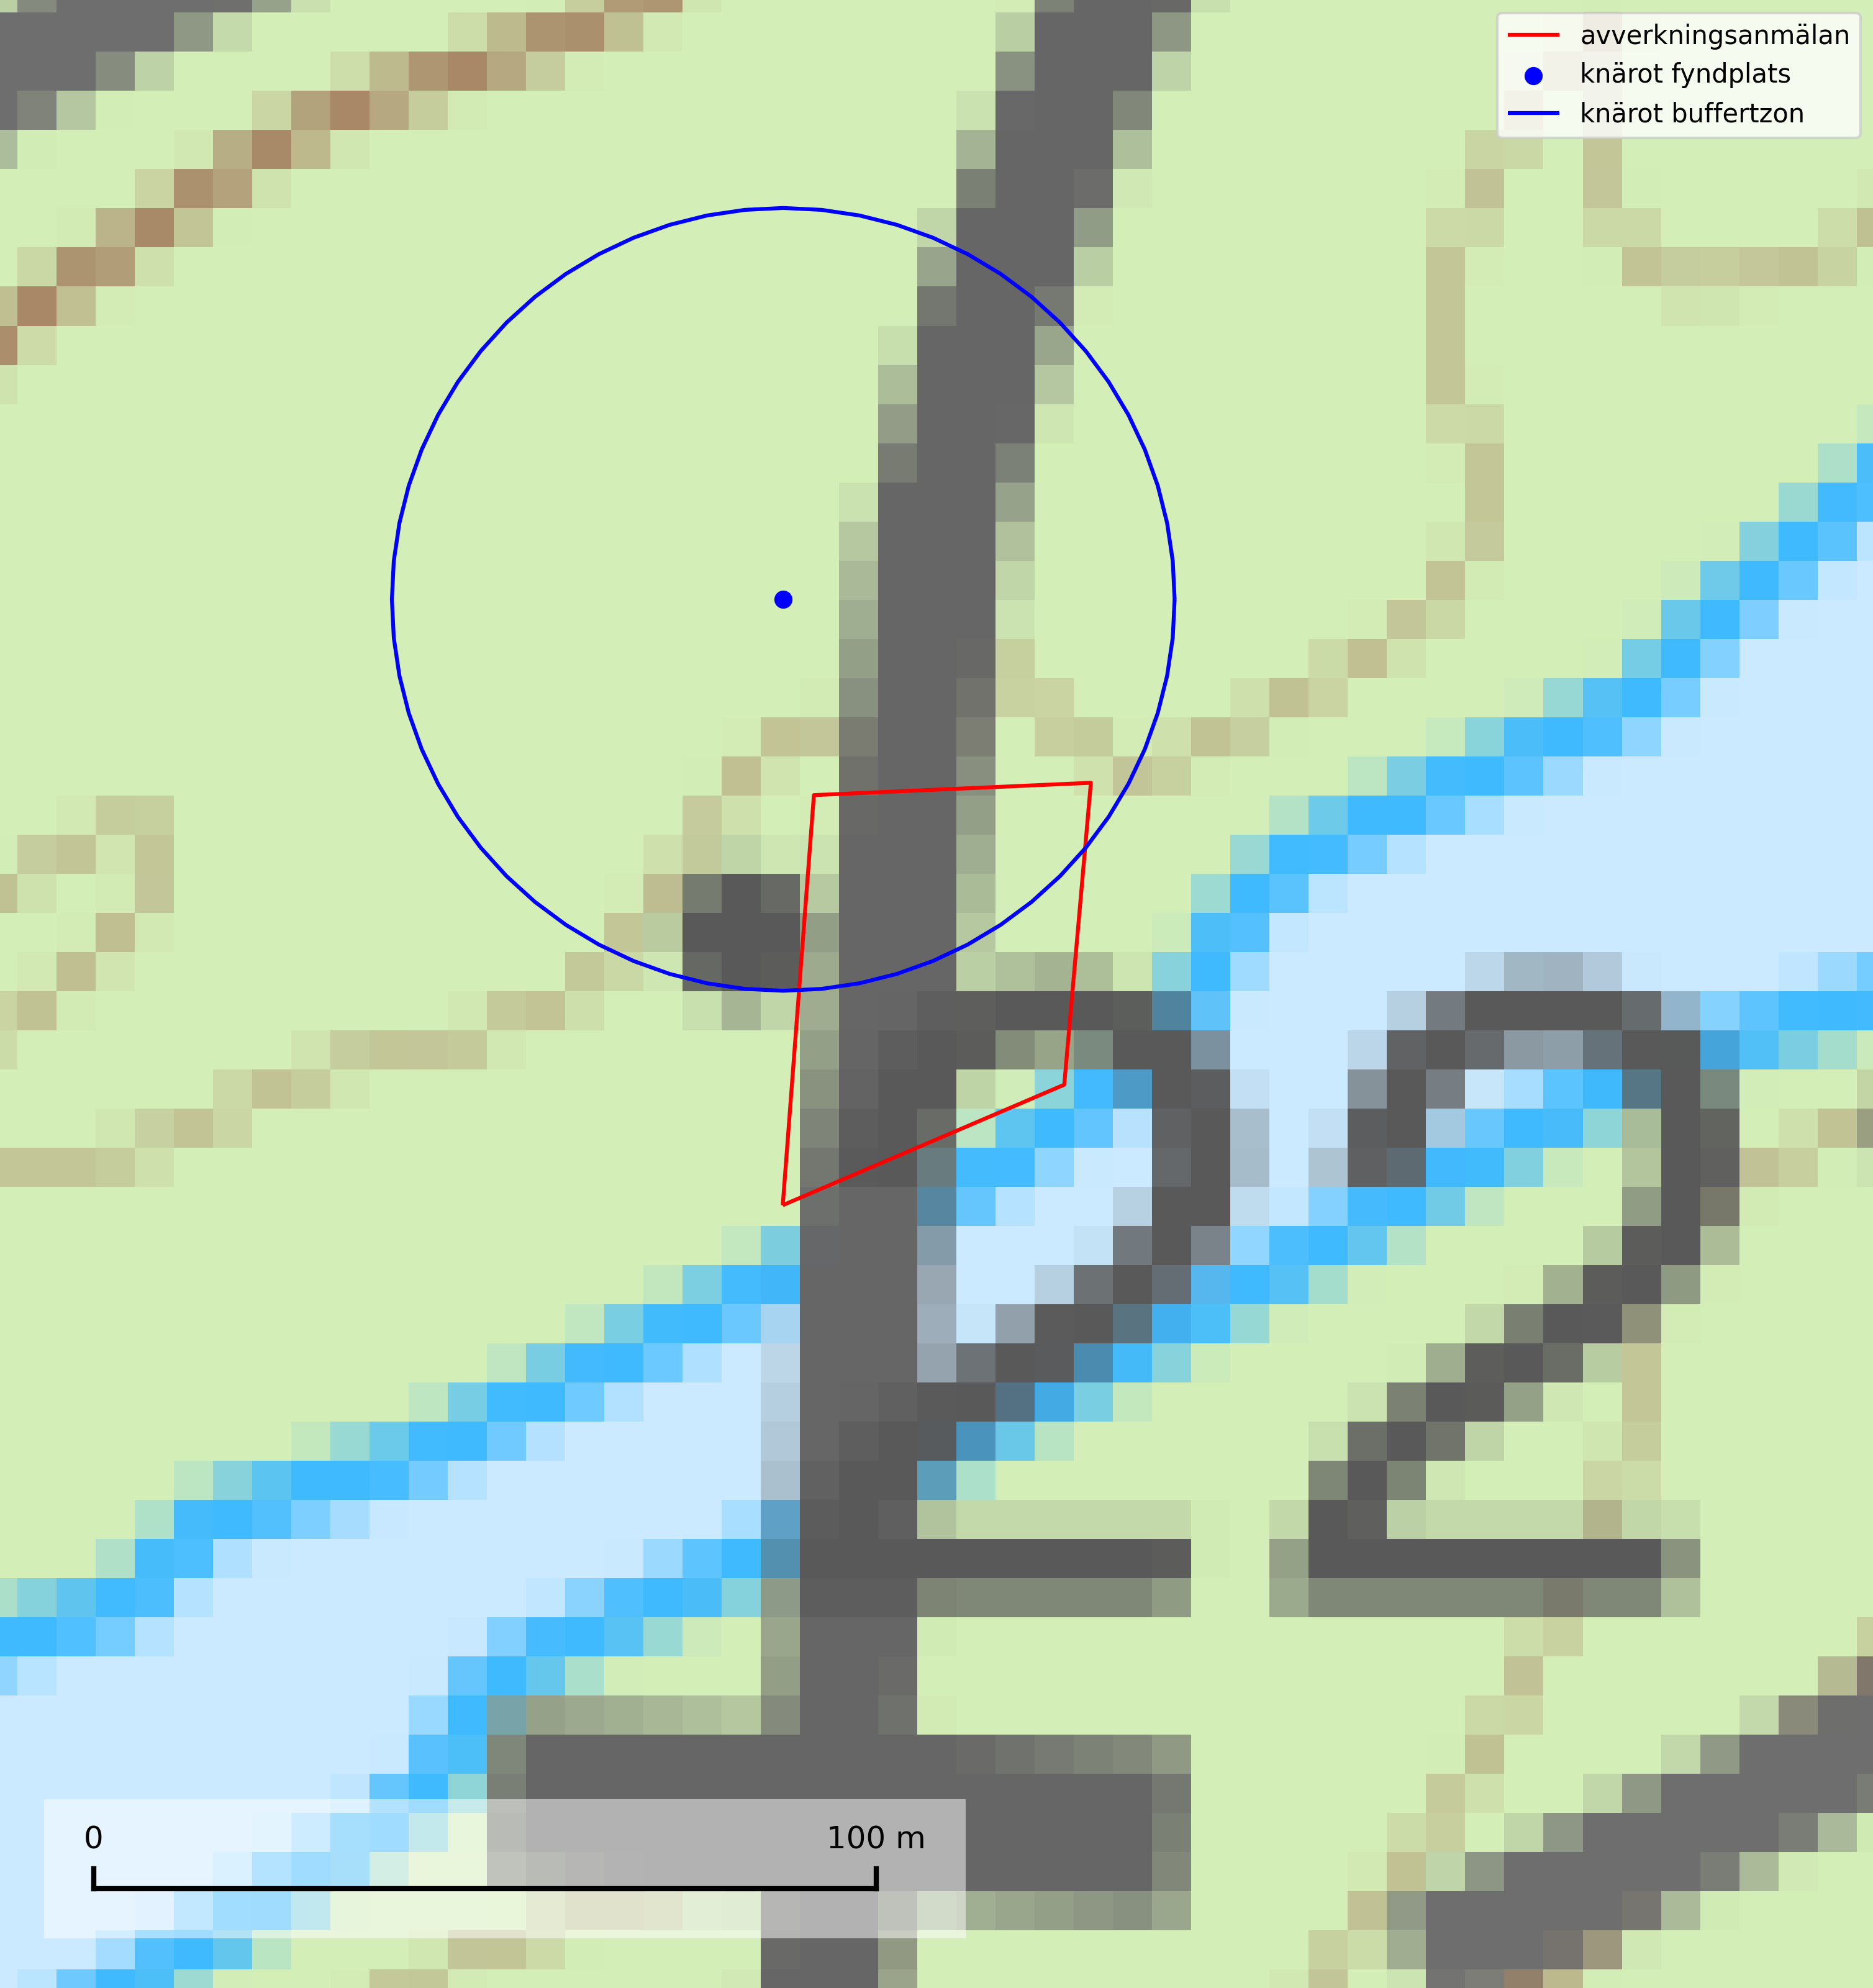 avverkningsanmälan
knärot fyndplats
knärot buffertzon
0 100 m